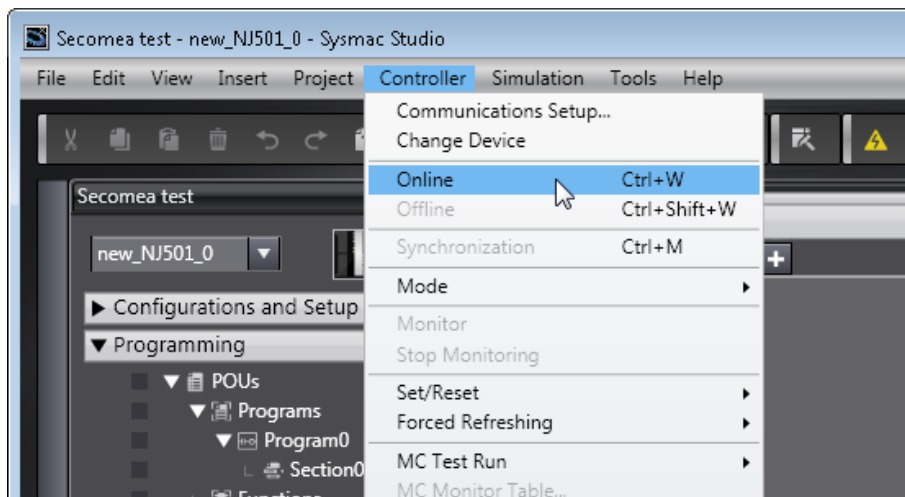 Secomea test - new_NJ501_0 - Sysmac Studio
File Edit View Insert Project Controller Simulation Tools Help
Communications Setup...
Change Device
Online Ctrl+W
Offline Ctrl+Shift+W
Synchronization Ctrl+M
Mode
Monitor
Stop Monitoring
Set/Reset
Forced Refreshing
MC Test Run
MC Monitor Table...
Secomea test
new_NJ501_0
Configurations and Setup
Programming
POUs
Programs
Program0
Section0
Functions